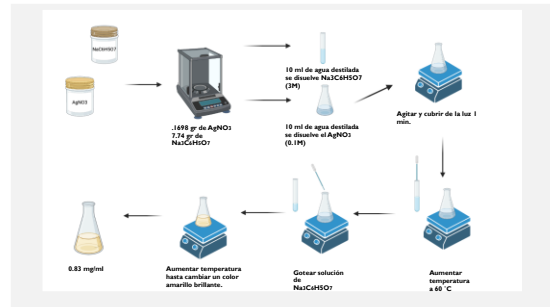 NaC6H5O7
AgNO3
.1698 gr de AgNO3
7.74 gr de
Na3C6H5O7
10 ml de agua destilada
se disuelve Na3C6H5O7
(3M)
10 ml de agua destilada
se disuelve el AgNO3
(0.1M)
Agitar y cubrir de la luz 1
min.
Aumentar
temperatura
a 60 °C
Gotear solución
de
Na3C6H5O7
Aumentar temperatura
hasta cambiar un color
amarillo brillante.
0.83 mg/ml